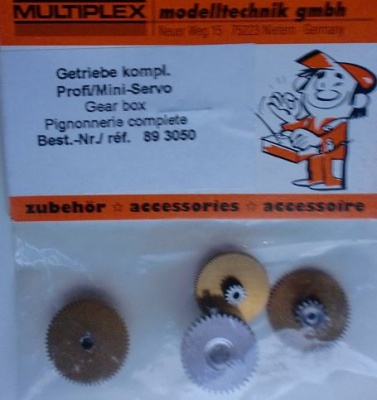 MULTIPLEX modelltechnik gmbh
Neuer Weg 15 75223 Niefern Germany
Getriebe kompl.
Profi/Mini-Servo
Gear box
Pignonnerie complete
Best.-Nr./ réf. 89 3050
zubehör ☆ accessories ☆ accessoire